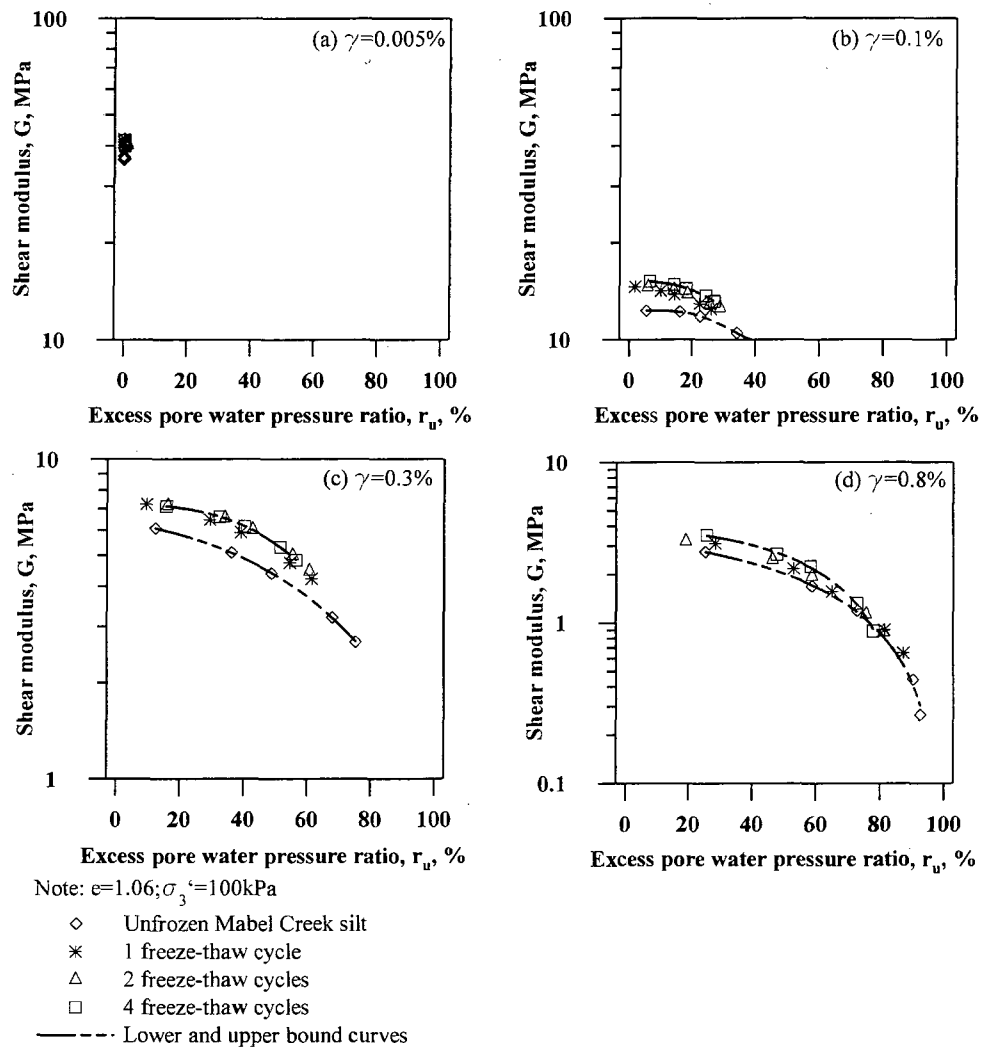 100
(a) γ=0.005%
Shear modulus, G, MPa
10
0 20 40 60 80 100
Excess pore water pressure ratio, r_u, %
100
(b) γ=0.1%
Shear modulus, G, MPa
10
0 20 40 60 80 100
Excess pore water pressure ratio, r_u, %
10
(c) γ=0.3%
Shear modulus, G, MPa
1
0 20 40 60 80 100
Excess pore water pressure ratio, r_u, %
10
(d) γ=0.8%
Shear modulus, G, MPa
1
0.1
0 20 40 60 80 100
Excess pore water pressure ratio, r_u, %
Note: e=1.06;σ_3‘=100kPa
Unfrozen Mabel Creek silt
1 freeze-thaw cycle
2 freeze-thaw cycles
4 freeze-thaw cycles
Lower and upper bound curves